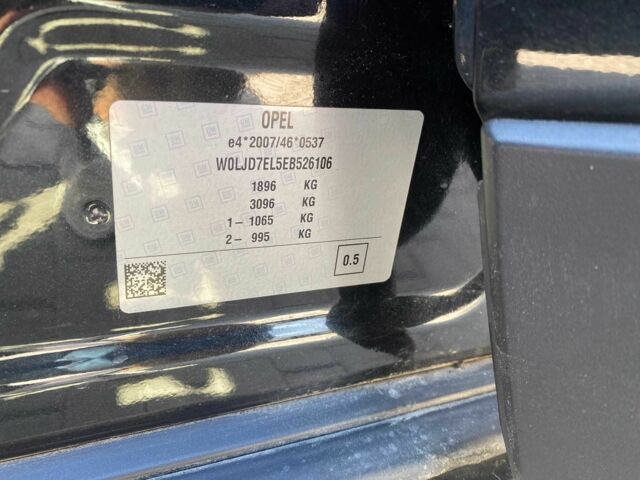 OPEL
e4*2007/46*0537
W0LJD7EL5EB526106
1896 KG
3096 KG
1– 1065 KG
2– 995 KG
0.5